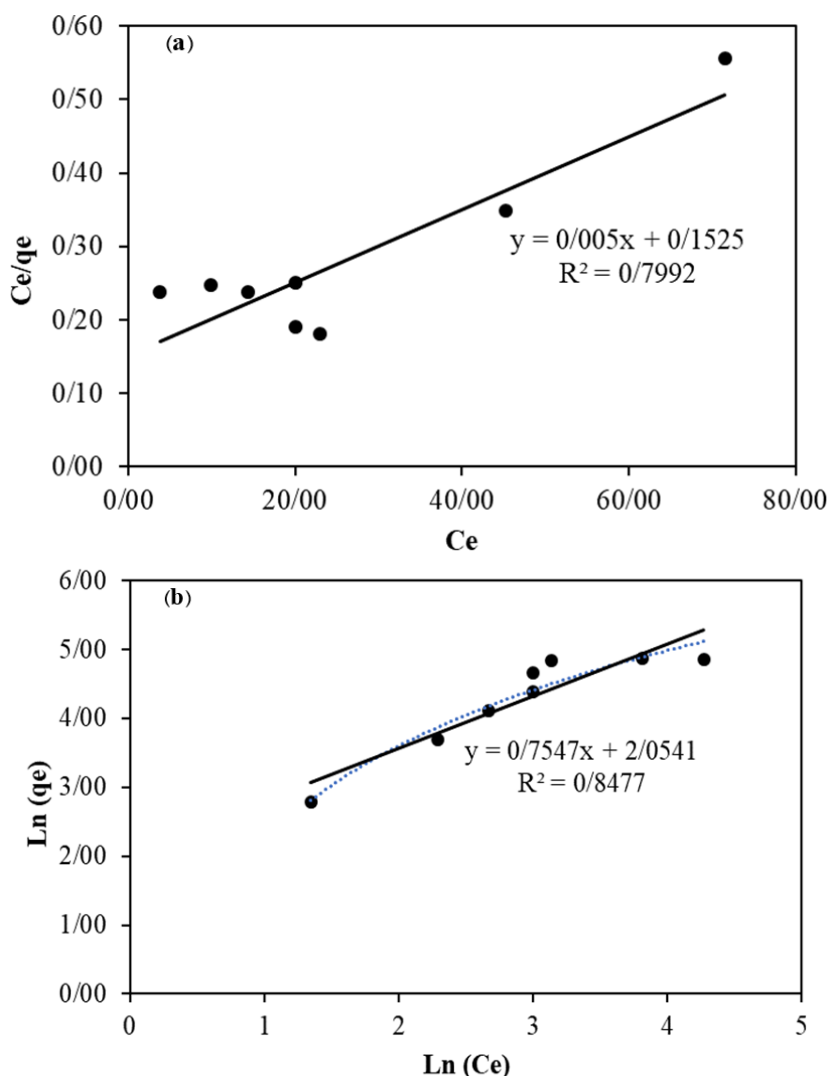 (a)
0/60
0/50
0/40
0/30
0/20
0/10
0/00
Ce/qe
y = 0/005x + 0/1525
R² = 0/7992
0/00 20/00 40/00 60/00 80/00
Ce
(b)
6/00
5/00
4/00
3/00
2/00
1/00
0/00
Ln (qe)
y = 0/7547x + 2/0541
R² = 0/8477
0 1 2 3 4 5
Ln (Ce)